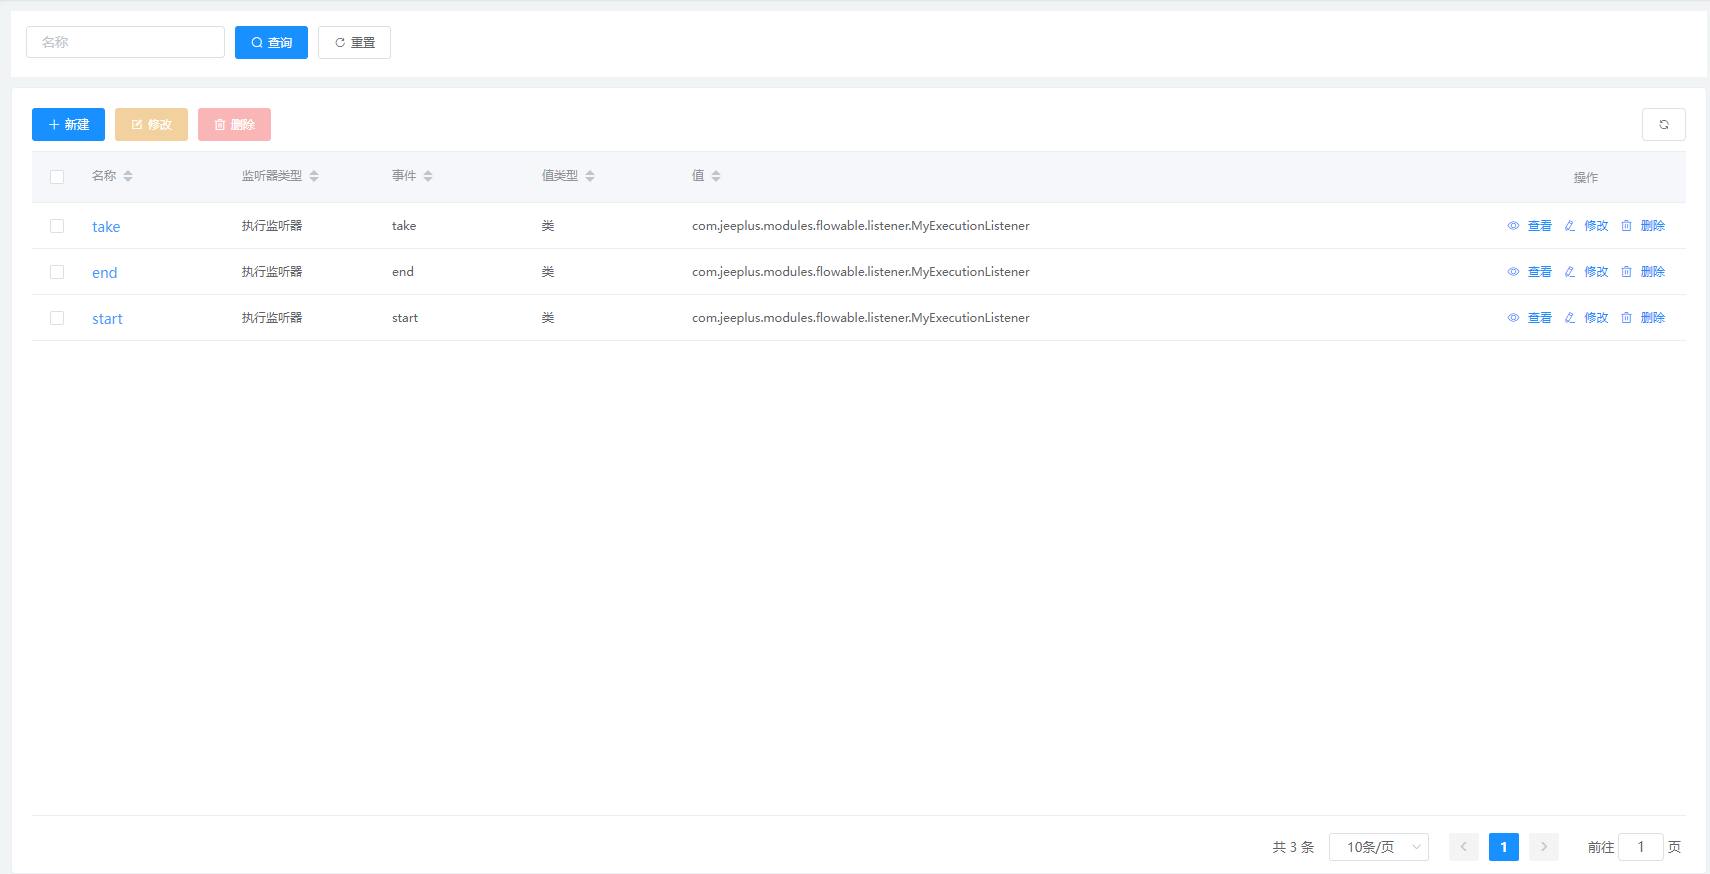 名称 查询 重置
新建 修改 删除
名称 监听器类型 事件 值类型 值 操作
take 执行监听器 take 类 com.jeeplus.modules.flowable.listener.MyExecutionListener 查看 修改 删除
end 执行监听器 end 类 com.jeeplus.modules.flowable.listener.MyExecutionListener 查看 修改 删除
start 执行监听器 start 类 com.jeeplus.modules.flowable.listener.MyExecutionListener 查看 修改 删除
共 3 条 10条/页 1 前往 1 页